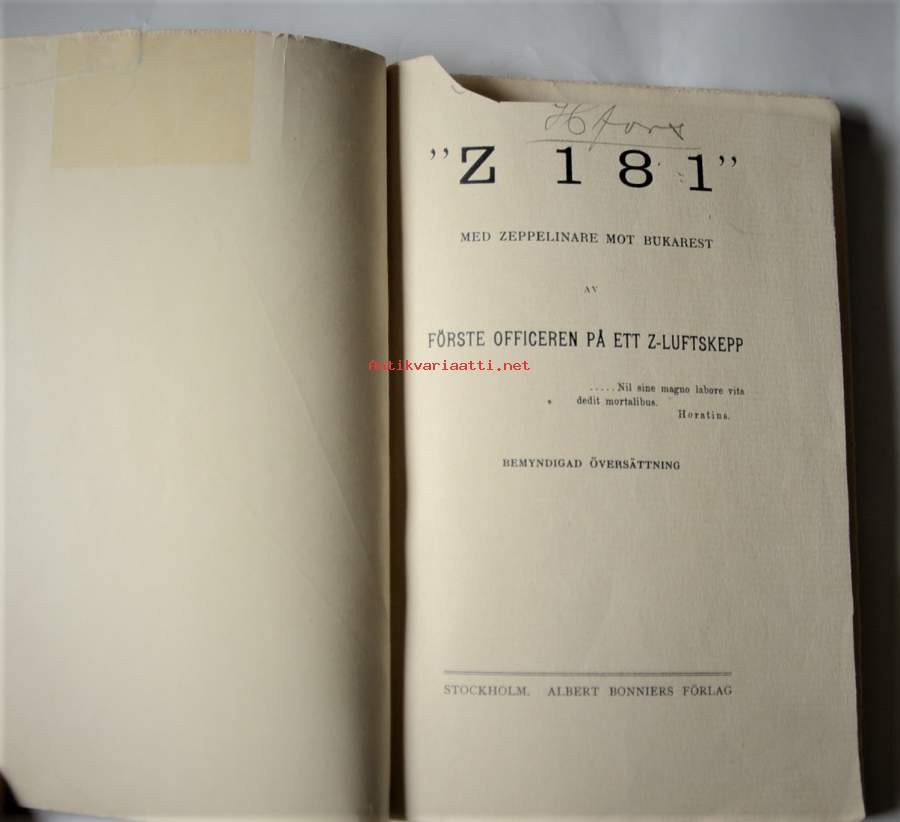 Hfors
"Z 181"
MED ZEPPELINARE MOT BUKAREST
AV
FÖRSTE OFFICEREN PÅ ETT Z-LUFTSKEPP
Antikvariaatti.net
.....Nil sine magno labore vita
dedit mortalibus.
Horatius.
BEMYNDIGAD ÖVERSÄTTNING
STOCKHOLM. ALBERT BONNIERS FÖRLAG